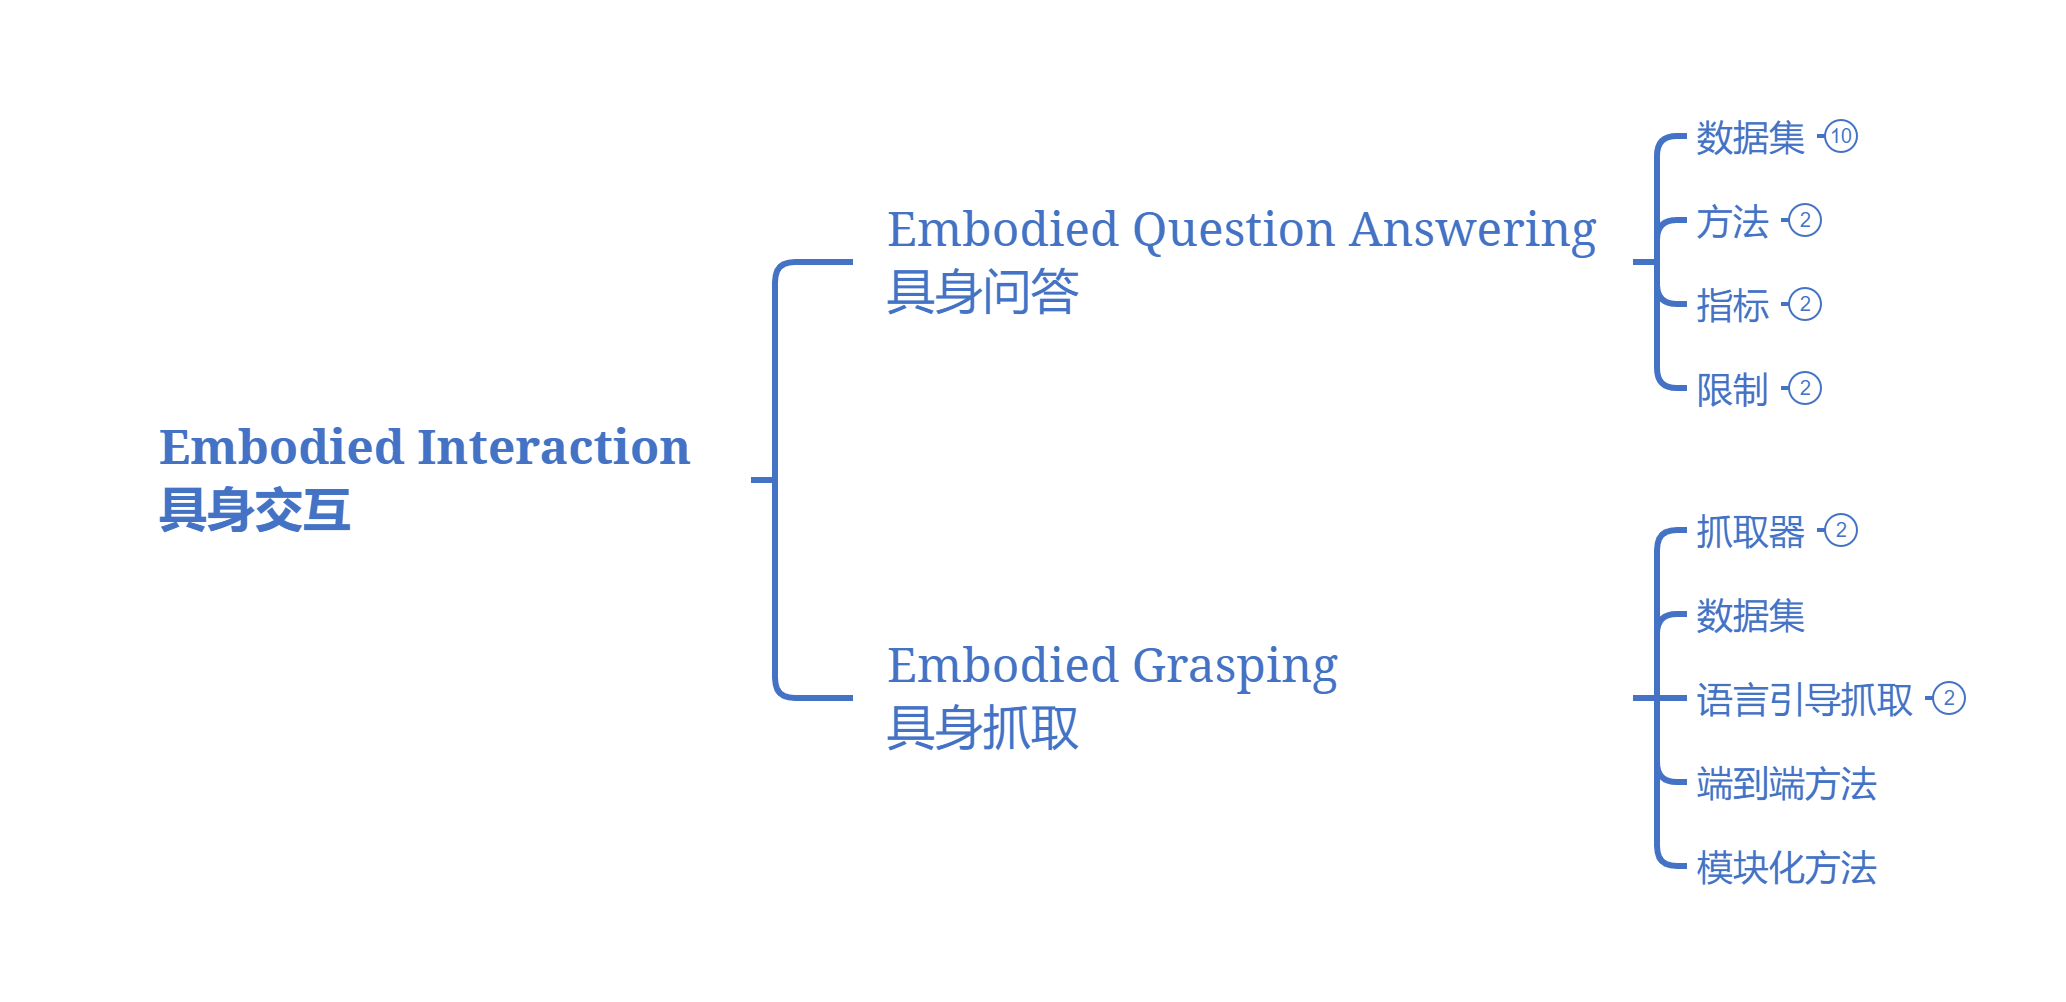 Embodied Interaction
具身交互
Embodied Question Answering
具身问答
数据集 10
方法 2
指标 2
限制 2
Embodied Grasping
具身抓取
抓取器 2
数据集
语言引导抓取 2
端到端方法
模块化方法